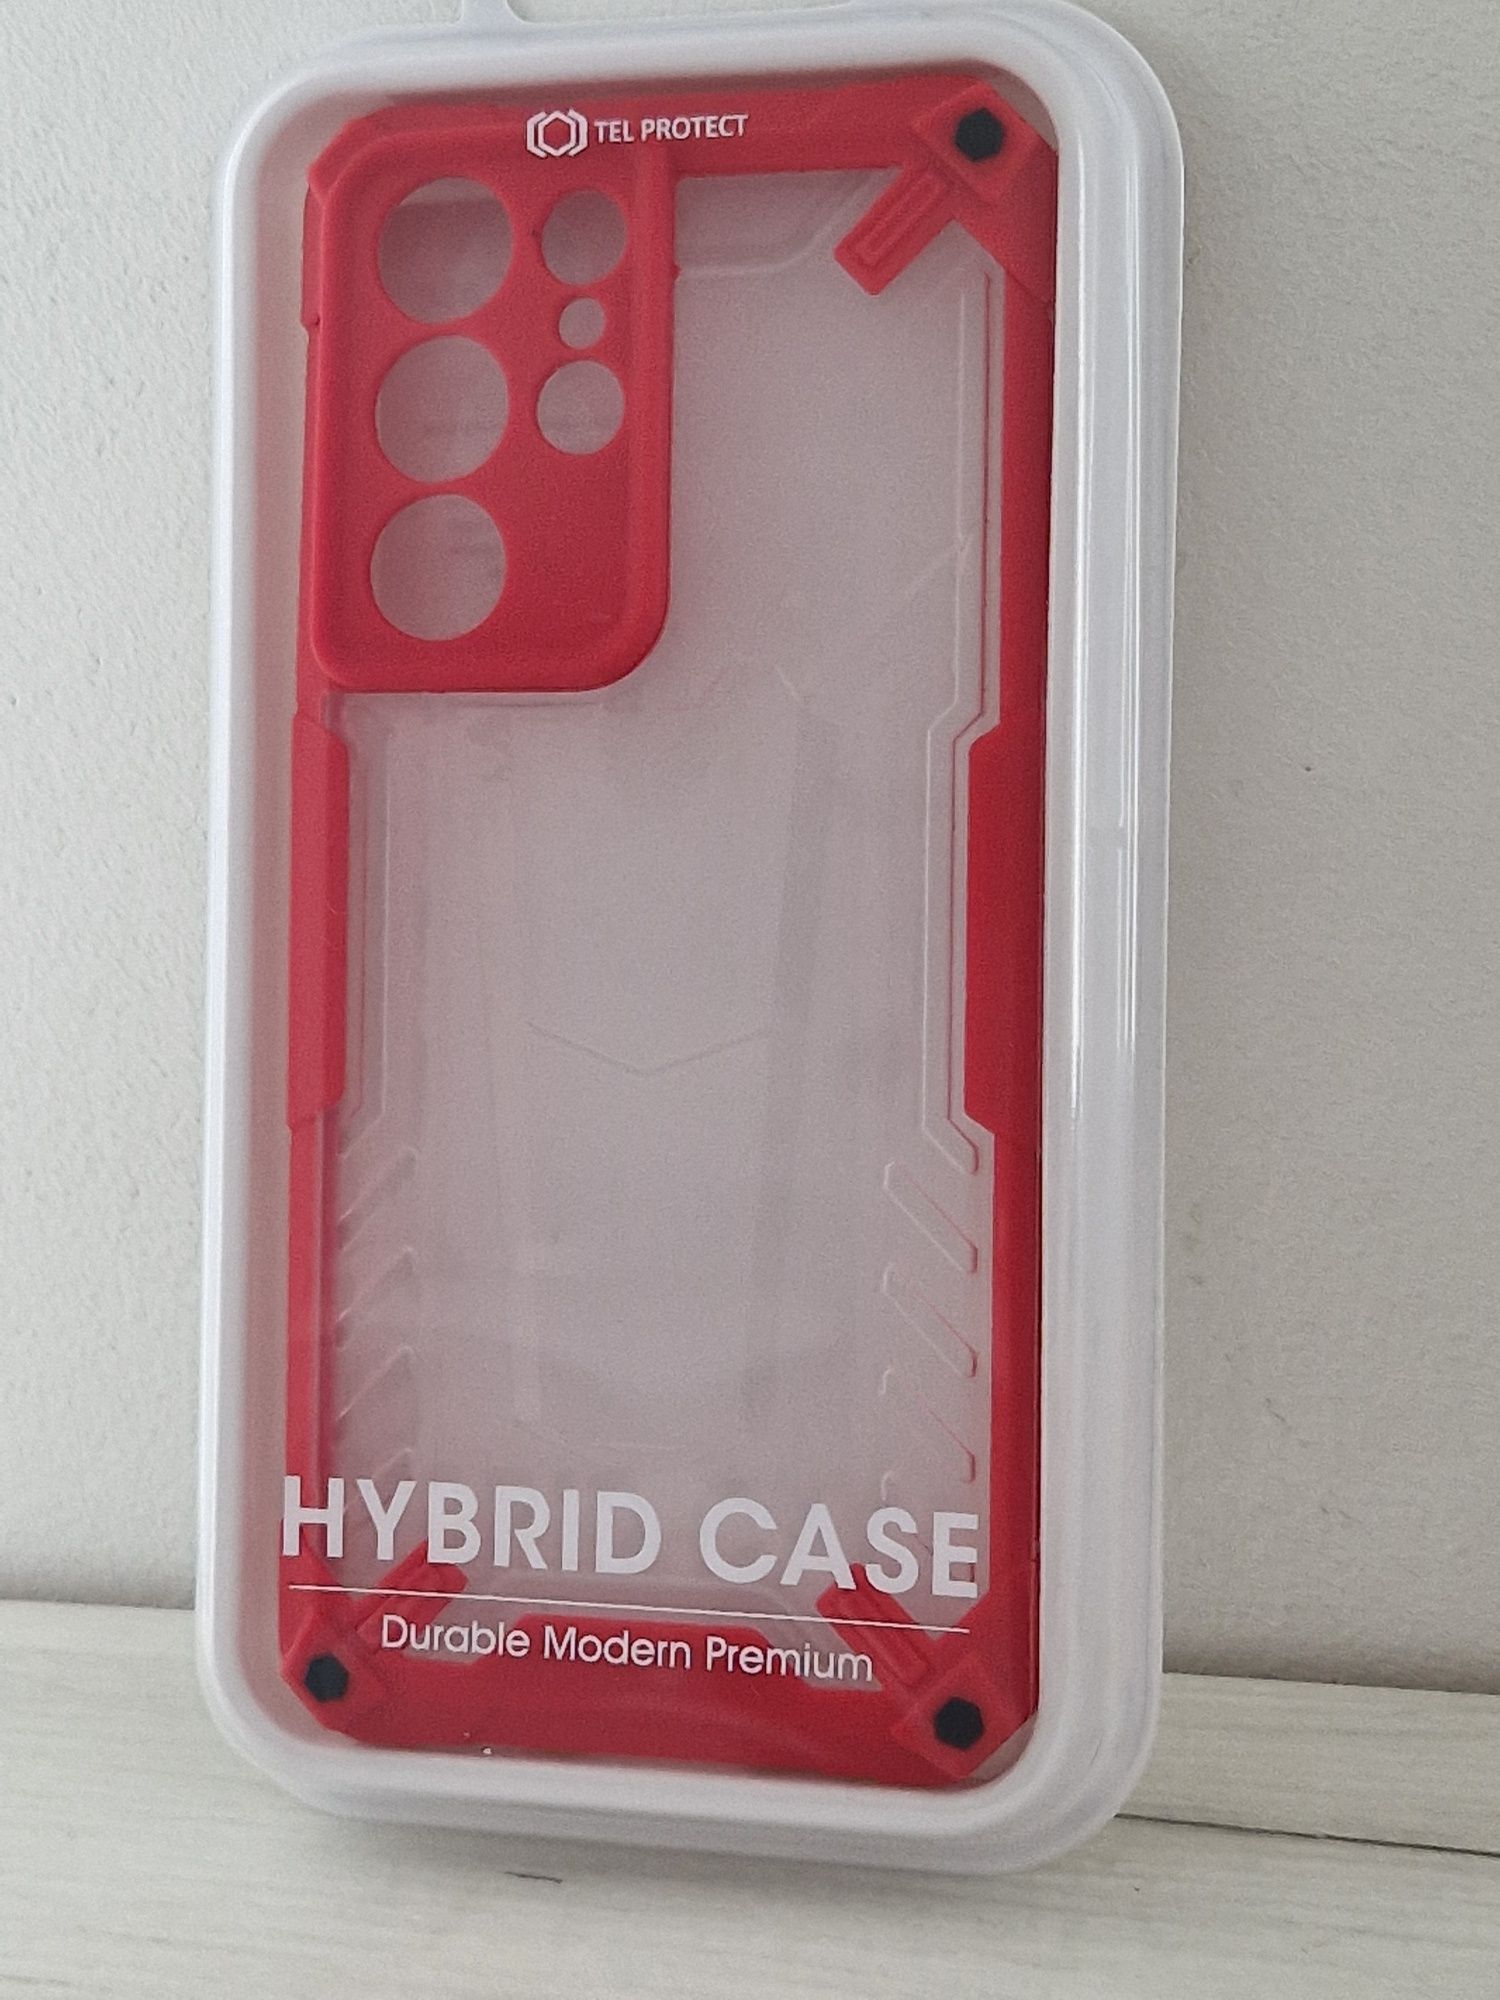 TEL PROTECT
HYBRID CASE
Durable Modern Premium